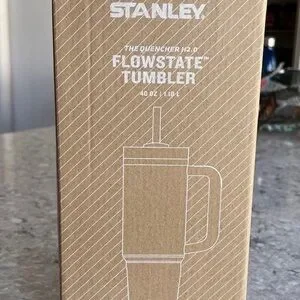 STANLEY.
THE QUENCHER H2.0
FLOWSTATE™
TUMBLER
40 OZ | 1.18 L